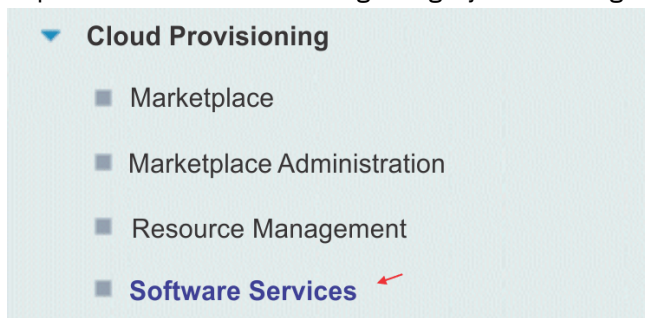 Cloud Provisioning
Marketplace
Marketplace Administration
Resource Management
Software Services